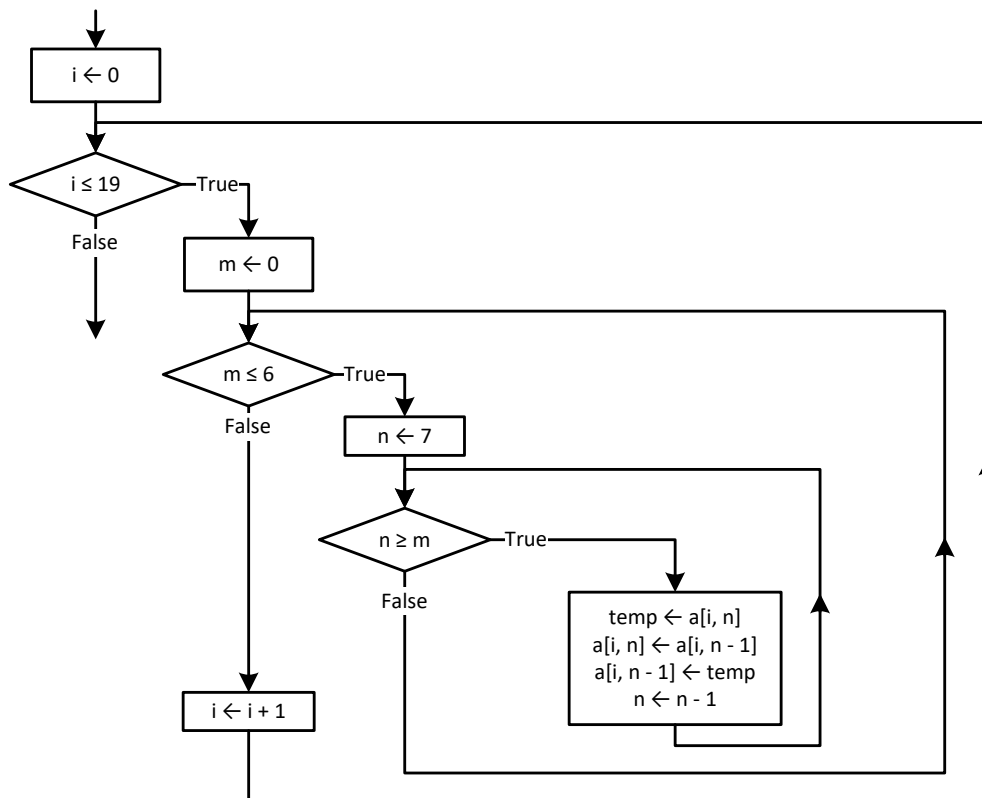 i ← 0
i ≤ 19
True
False
m ← 0
m ≤ 6
True
False
n ← 7
n ≥ m
True
False
temp ← a[i, n]
a[i, n] ← a[i, n - 1]
a[i, n - 1] ← temp
n ← n - 1
i ← i + 1